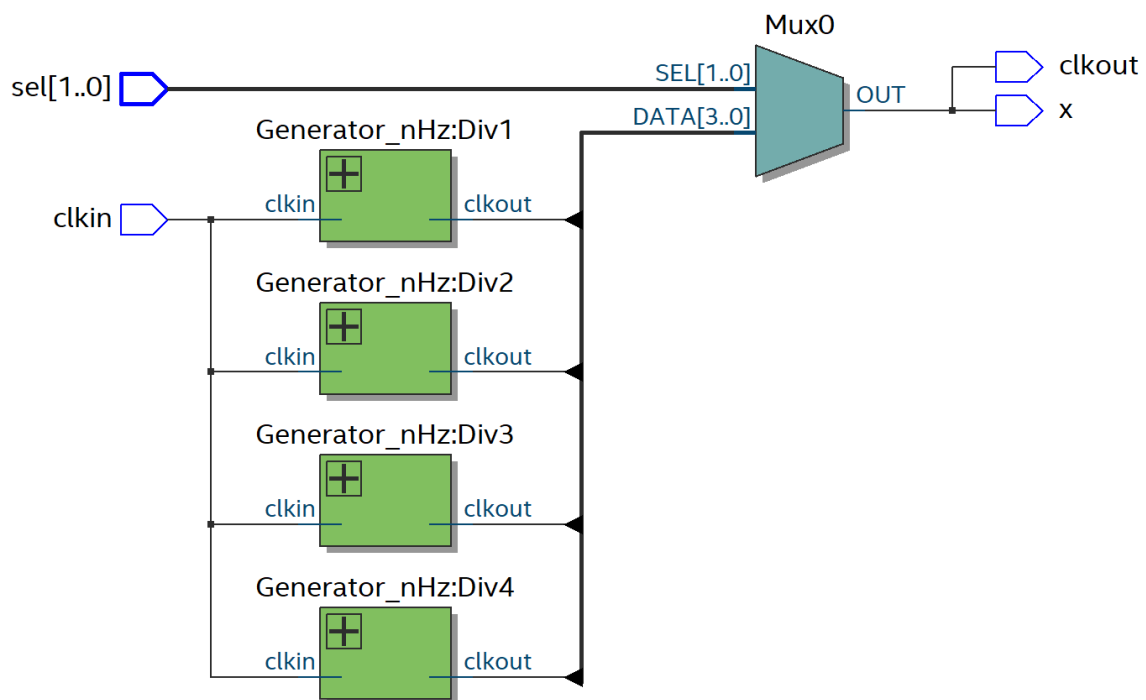 Mux0
sel[1..0]
SEL[1..0]
clkout
DATA[3..0]
OUT
x
Generator_nHz:Div1
clkin
clkin
clkout
Generator_nHz:Div2
clkin
clkout
Generator_nHz:Div3
clkin
clkout
Generator_nHz:Div4
clkin
clkout